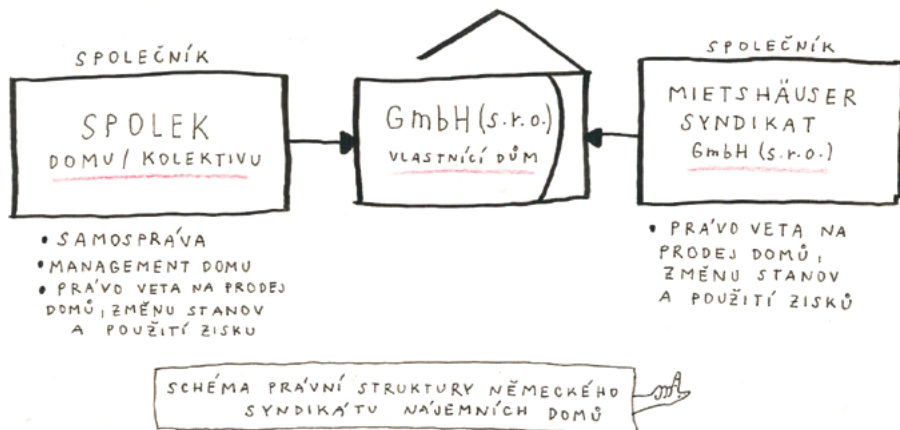 SPOLEČNÍK
SPOLEK
DOMU/KOLEKTIVU
• SAMOSPRÁVA
• MANAGEMENT DOMU
• PRÁVO VETA NA PRODEJ
DOMŮ, ZMĚNU STANOV
A POUŽITÍ ZISKU
GmbH (s.r.o.)
VLASTNÍCÍ DŮM
SPOLEČNÍK
MIETSHÄUSER
SYNDIKAT
GmbH (s.r.o.)
• PRÁVO VETA NA
PRODEJ DOMŮ,
ZMĚNU STANOV
A POUŽITÍ ZISKŮ
SCHÉMA PRÁVNÍ STRUKTURY NĚMECKÉHO
SYNDIKÁTU NÁJEMNÍCH DOMŮ